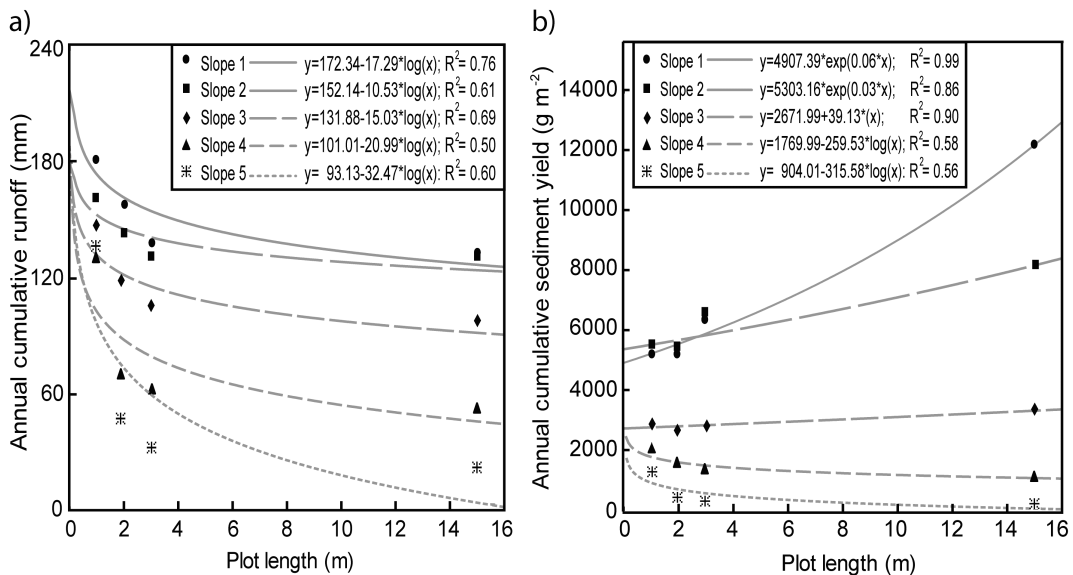 a)
240
180
120
60
0
Annual cumulative runoff (mm)
Slope 1 y=172.34-17.29*log(x); R²= 0.76
Slope 2 y=152.14-10.53*log(x); R²= 0.61
Slope 3 y=131.88-15.03*log(x); R²= 0.69
Slope 4 y=101.01-20.99*log(x); R²= 0.50
Slope 5 y= 93.13-32.47*log(x); R²= 0.60
0 2 4 6 8 10 12 14 16
Plot length (m)
b)
14000
12000
10000
8000
6000
4000
2000
0
Annual cumulative sediment yield (g m⁻²)
Slope 1 y=4907.39*exp(0.06*x); R²= 0.99
Slope 2 y=5303.16*exp(0.03*x); R²= 0.86
Slope 3 y=2671.99+39.13*(x); R²= 0.90
Slope 4 y=1769.99-259.53*log(x); R²= 0.58
Slope 5 y= 904.01-315.58*log(x): R²= 0.56
0 2 4 6 8 10 12 14 16
Plot length (m)